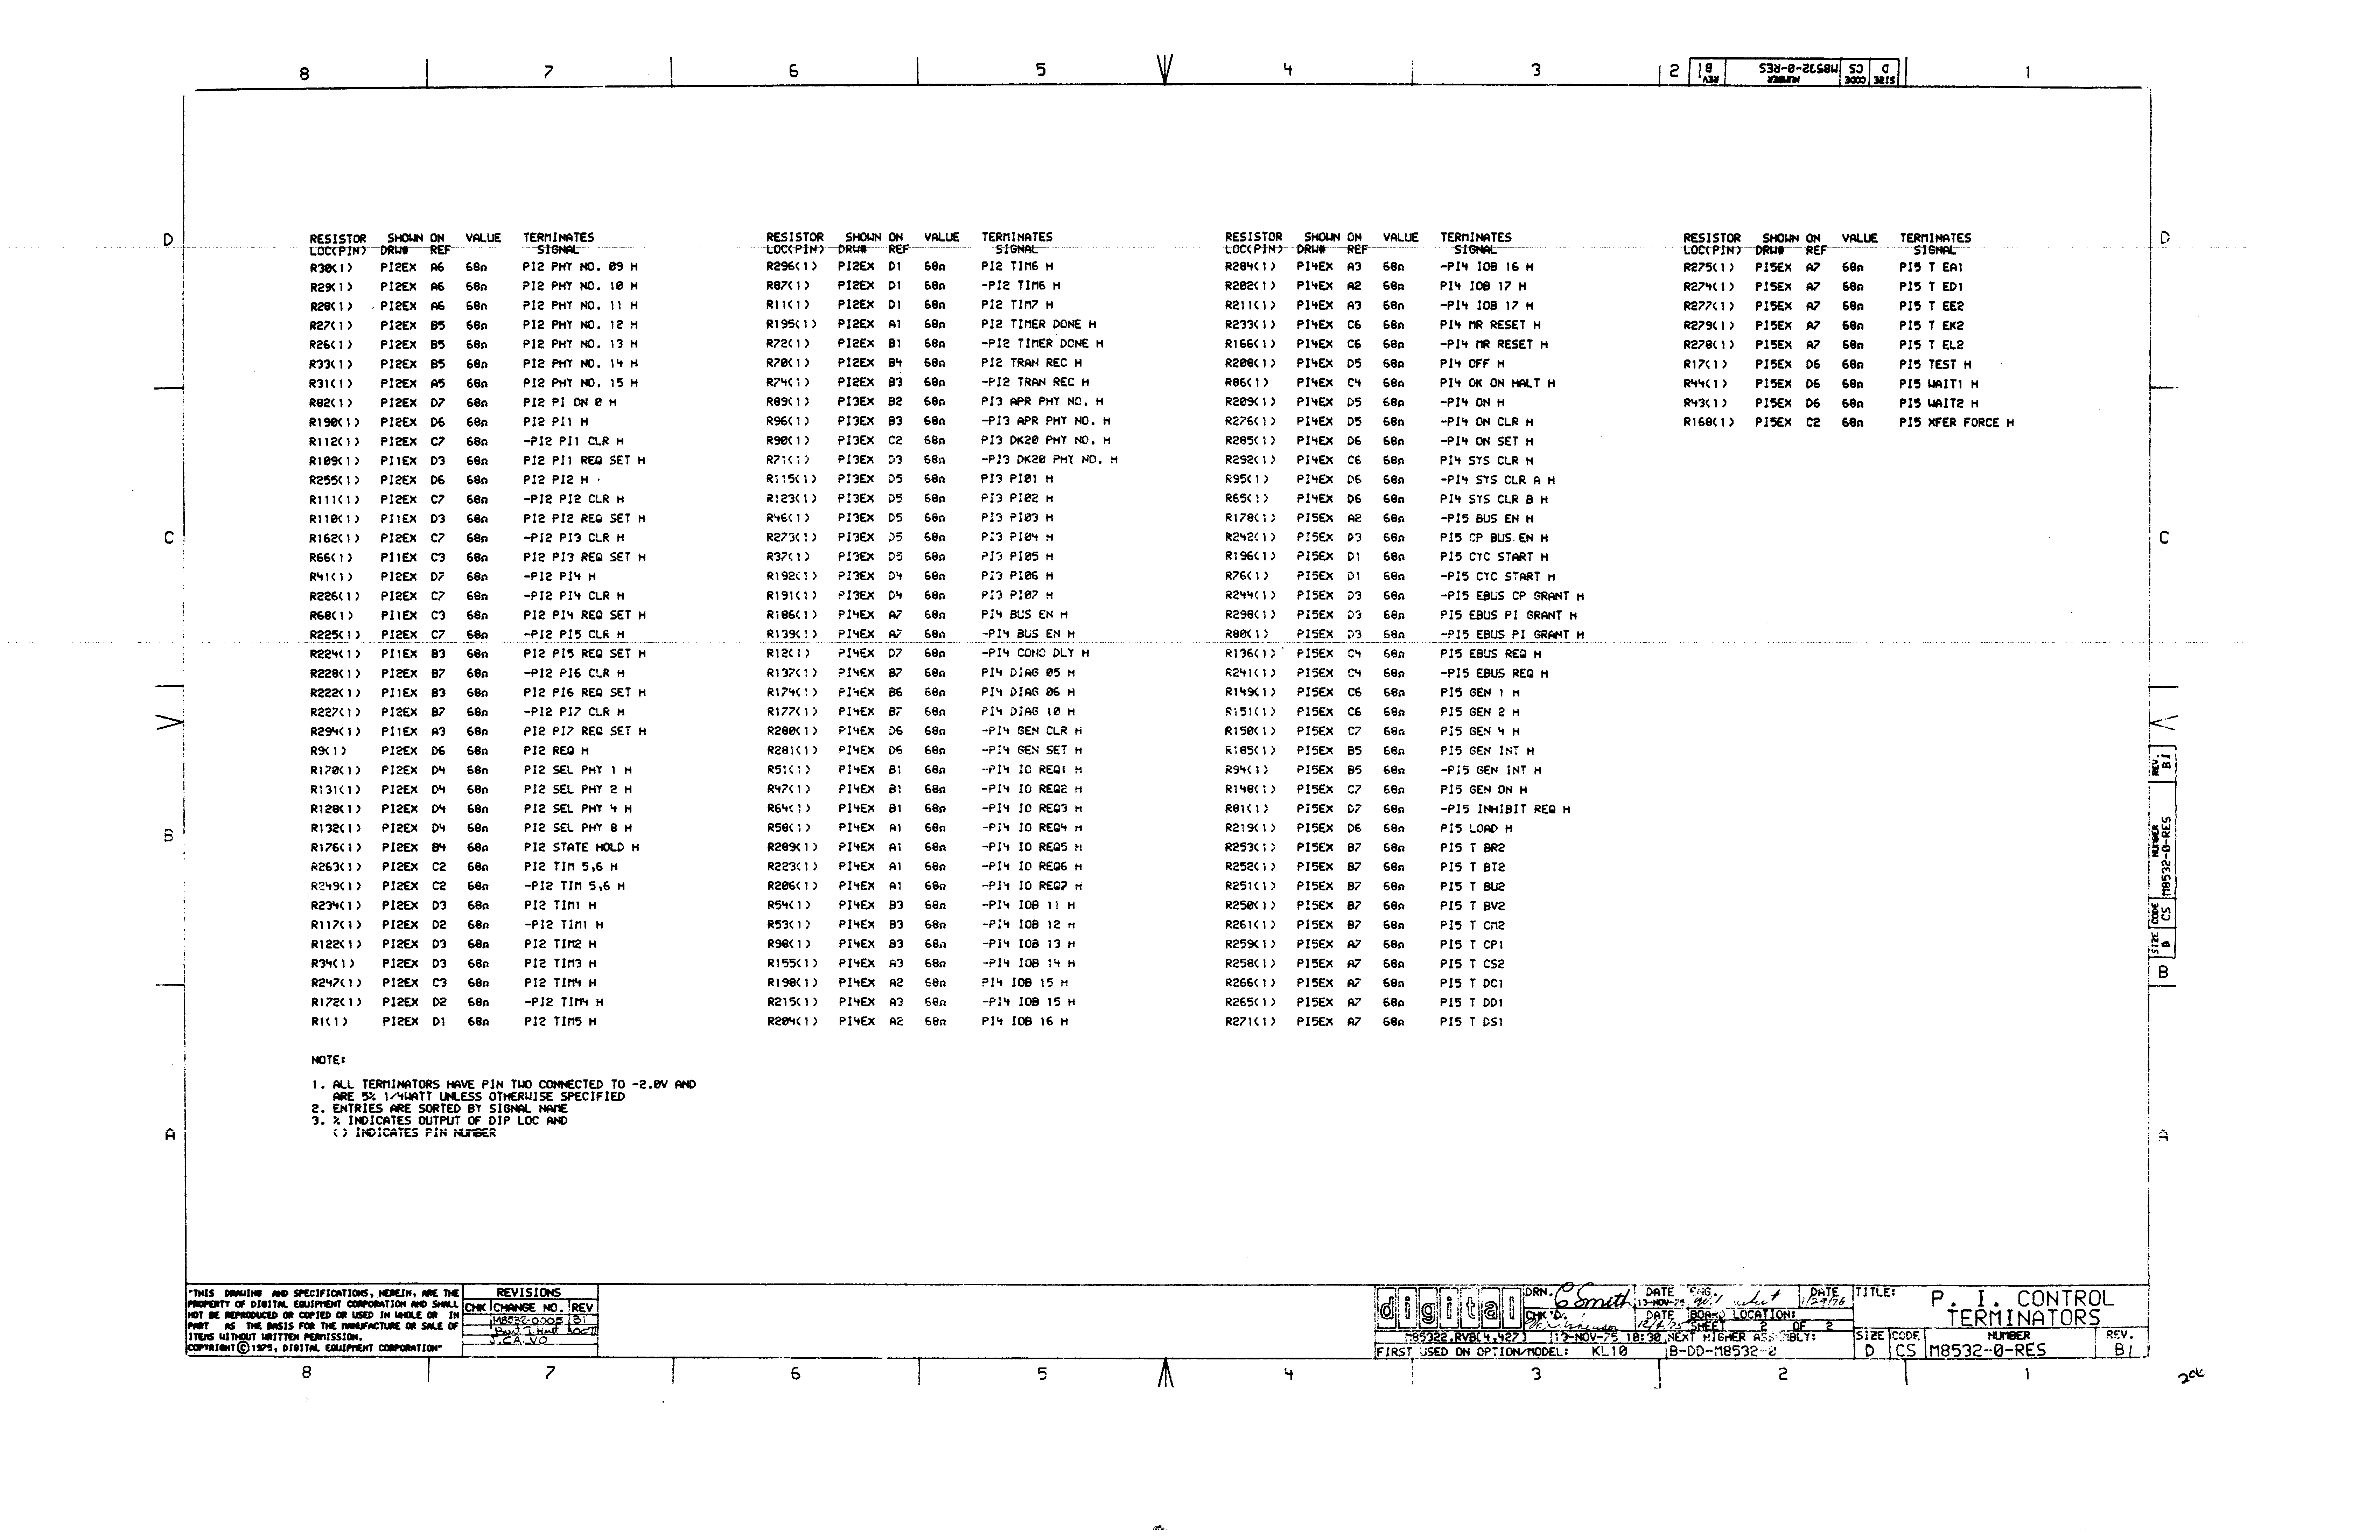 8 7 6 5 4 3 2 1
SIZE CODE NUMBER REV
D CS M8532-0-RES B1
RESISTOR SHOWN ON VALUE TERMINATES
LOC(PIN) DRW# REF SIGNAL
R30(1) PI2EX A6 68Ω PI2 PHY NO. 09 H
R29(1) PI2EX A6 68Ω PI2 PHY NO. 10 H
R28(1) PI2EX A6 68Ω PI2 PHY NO. 11 H
R27(1) PI2EX B5 68Ω PI2 PHY NO. 12 H
R26(1) PI2EX B5 68Ω PI2 PHY NO. 13 H
R33(1) PI2EX B5 68Ω PI2 PHY NO. 14 H
R31(1) PI2EX A5 68Ω PI2 PHY NO. 15 H
R82(1) PI2EX D7 68Ω PI2 PI ON 0 H
R190(1) PI2EX D6 68Ω PI2 PI1 H
R112(1) PI2EX C7 68Ω -PI2 PI1 CLR H
R109(1) PI1EX D3 68Ω PI2 PI1 REQ SET H
R255(1) PI2EX D6 68Ω PI2 PI2 H
R111(1) PI2EX C7 68Ω -PI2 PI2 CLR H
R110(1) PI1EX D3 68Ω PI2 PI2 REQ SET H
R162(1) PI2EX C7 68Ω -PI2 PI3 CLR H
R66(1) PI1EX C3 68Ω PI2 PI3 REQ SET H
R41(1) PI2EX D7 68Ω -PI2 PI4 H
R226(1) PI2EX C7 68Ω -PI2 PI4 CLR H
R68(1) PI1EX C3 68Ω PI2 PI4 REQ SET H
R225(1) PI2EX C7 68Ω -PI2 PI5 CLR H
R224(1) PI1EX B3 68Ω PI2 PI5 REQ SET H
R228(1) PI2EX B7 68Ω -PI2 PI6 CLR H
R222(1) PI1EX B3 68Ω PI2 PI6 REQ SET H
R227(1) PI2EX B7 68Ω -PI2 PI7 CLR H
R294(1) PI1EX A3 68Ω PI2 PI7 REQ SET H
R9(1) PI2EX D6 68Ω PI2 REQ H
R170(1) PI2EX D4 68Ω PI2 SEL PHY 1 H
R131(1) PI2EX D4 68Ω PI2 SEL PHY 2 H
R128(1) PI2EX D4 68Ω PI2 SEL PHY 4 H
R132(1) PI2EX D4 68Ω PI2 SEL PHY 8 H
R176(1) PI2EX B4 68Ω PI2 STATE HOLD H
R263(1) PI2EX C2 68Ω PI2 TIM 5,6 H
R249(1) PI2EX C2 68Ω -PI2 TIM 5,6 H
R234(1) PI2EX D3 68Ω PI2 TIM1 H
R117(1) PI2EX D2 68Ω -PI2 TIM1 H
R122(1) PI2EX D3 68Ω PI2 TIM2 H
R34(1) PI2EX D3 68Ω PI2 TIM3 H
R247(1) PI2EX C3 68Ω PI2 TIM4 H
R172(1) PI2EX D2 68Ω -PI2 TIM4 H
R1(1) PI2EX D1 68Ω PI2 TIM5 H
RESISTOR SHOWN ON VALUE TERMINATES
LOC(PIN) DRW# REF SIGNAL
R296(1) PI2EX D1 68Ω PI2 TIM6 H
R87(1) PI2EX D1 68Ω -PI2 TIM6 H
R11(1) PI2EX D1 68Ω PI2 TIM7 H
R195(1) PI2EX A1 68Ω PI2 TIMER DONE H
R72(1) PI2EX B1 68Ω -PI2 TIMER DONE H
R70(1) PI2EX B4 68Ω PI2 TRAN REC H
R74(1) PI2EX B3 68Ω -PI2 TRAN REC H
R89(1) PI3EX B2 68Ω PI3 APR PHY NO. H
R96(1) PI3EX B3 68Ω -PI3 APR PHY NO. H
R90(1) PI3EX C2 68Ω PI3 DK20 PHY NO. H
R71(1) PI3EX D3 68Ω -PI3 DK20 PHY NO. H
R115(1) PI3EX D5 68Ω PI3 PI01 H
R123(1) PI3EX D5 68Ω PI3 PI02 H
R46(1) PI3EX D5 68Ω PI3 PI03 H
R273(1) PI3EX D5 68Ω PI3 PI04 H
R37(1) PI3EX D5 68Ω PI3 PI05 H
R192(1) PI3EX D4 68Ω PI3 PI06 H
R191(1) PI3EX D4 68Ω PI3 PI07 H
R186(1) PI4EX A7 68Ω PI4 BUS EN H
R139(1) PI4EX A7 68Ω -PI4 BUS EN H
R12(1) PI4EX D7 68Ω -PI4 CONO DLY H
R137(1) PI4EX B7 68Ω PI4 DIAG 05 H
R174(1) PI4EX B6 68Ω PI4 DIAG 06 H
R177(1) PI4EX B7 68Ω PI4 DIAG 10 H
R280(1) PI4EX D6 68Ω -PI4 GEN CLR H
R281(1) PI4EX D6 68Ω -PI4 GEN SET H
R51(1) PI4EX B1 68Ω -PI4 IO REQ1 H
R47(1) PI4EX B1 68Ω -PI4 IO REQ2 H
R64(1) PI4EX B1 68Ω -PI4 IO REQ3 H
R58(1) PI4EX A1 68Ω -PI4 IO REQ4 H
R289(1) PI4EX A1 68Ω -PI4 IO REQ5 H
R223(1) PI4EX A1 68Ω -PI4 IO REQ6 H
R206(1) PI4EX A1 68Ω -PI4 IO REQ7 H
R54(1) PI4EX B3 68Ω -PI4 IOB 11 H
R53(1) PI4EX B3 68Ω -PI4 IOB 12 H
R98(1) PI4EX B3 68Ω -PI4 IOB 13 H
R155(1) PI4EX A3 68Ω -PI4 IOB 14 H
R198(1) PI4EX A2 68Ω PI4 IOB 15 H
R215(1) PI4EX A3 68Ω -PI4 IOB 15 H
R204(1) PI4EX A2 68Ω PI4 IOB 16 H
RESISTOR SHOWN ON VALUE TERMINATES
LOC(PIN) DRW# REF SIGNAL
R284(1) PI4EX A3 68Ω -PI4 IOB 16 H
R202(1) PI4EX A2 68Ω PI4 IOB 17 H
R211(1) PI4EX A3 68Ω -PI4 IOB 17 H
R233(1) PI4EX C6 68Ω PI4 MR RESET H
R166(1) PI4EX C6 68Ω -PI4 MR RESET H
R208(1) PI4EX D5 68Ω PI4 OFF H
R86(1) PI4EX C4 68Ω PI4 OK ON HALT H
R209(1) PI4EX D5 68Ω -PI4 ON H
R276(1) PI4EX D5 68Ω -PI4 ON CLR H
R285(1) PI4EX D6 68Ω -PI4 ON SET H
R292(1) PI4EX C6 68Ω PI4 SYS CLR H
R95(1) PI4EX D6 68Ω -PI4 SYS CLR A H
R65(1) PI4EX D6 68Ω PI4 SYS CLR B H
R178(1) PI5EX A2 68Ω -PI5 BUS EN H
R242(1) PI5EX D3 68Ω PI5 CP BUS EN H
R196(1) PI5EX D1 68Ω PI5 CYC START H
R76(1) PI5EX D1 68Ω -PI5 CYC START H
R244(1) PI5EX D3 68Ω -PI5 EBUS CP GRANT H
R298(1) PI5EX D3 68Ω PI5 EBUS PI GRANT H
R80(1) PI5EX D3 68Ω -PI5 EBUS PI GRANT H
R136(1) PI5EX C4 68Ω PI5 EBUS REQ H
R241(1) PI5EX C4 68Ω -PI5 EBUS REQ H
R149(1) PI5EX C6 68Ω PI5 GEN 1 H
R151(1) PI5EX C6 68Ω PI5 GEN 2 H
R150(1) PI5EX C7 68Ω PI5 GEN 4 H
R185(1) PI5EX B5 68Ω PI5 GEN INT H
R94(1) PI5EX B5 68Ω -PI5 GEN INT H
R148(1) PI5EX C7 68Ω PI5 GEN ON H
R81(1) PI5EX D7 68Ω -PI5 INHIBIT REQ H
R219(1) PI5EX D6 68Ω PI5 LOAD H
R253(1) PI5EX B7 68Ω PI5 T BR2
R252(1) PI5EX B7 68Ω PI5 T BT2
R251(1) PI5EX B7 68Ω PI5 T BU2
R250(1) PI5EX B7 68Ω PI5 T BV2
R261(1) PI5EX B7 68Ω PI5 T CM2
R259(1) PI5EX A7 68Ω PI5 T CP1
R258(1) PI5EX A7 68Ω PI5 T CS2
R266(1) PI5EX A7 68Ω PI5 T DC1
R265(1) PI5EX A7 68Ω PI5 T DD1
R271(1) PI5EX A7 68Ω PI5 T DS1
RESISTOR SHOWN ON VALUE TERMINATES
LOC(PIN) DRW# REF SIGNAL
R275(1) PI5EX A7 68Ω PI5 T EA1
R274(1) PI5EX A7 68Ω PI5 T ED1
R277(1) PI5EX A7 68Ω PI5 T EE2
R279(1) PI5EX A7 68Ω PI5 T EK2
R278(1) PI5EX A7 68Ω PI5 T EL2
R17(1) PI5EX D6 68Ω PI5 TEST H
R44(1) PI5EX D6 68Ω PI5 WAIT1 H
R43(1) PI5EX D6 68Ω PI5 WAIT2 H
R168(1) PI5EX C2 68Ω PI5 XFER FORCE H
D D
C C
B B
A A
SIZE CODE NUMBER REV.
D CS M8532-0-RES B1
NOTE:
1. ALL TERMINATORS HAVE PIN TWO CONNECTED TO -2.0V AND
ARE 5% 1/4WATT UNLESS OTHERWISE SPECIFIED
2. ENTRIES ARE SORTED BY SIGNAL NAME
3. % INDICATES OUTPUT OF DIP LOC AND
() INDICATES PIN NUMBER
"THIS DRAWING AND SPECIFICATIONS, HEREIN, ARE THE
PROPERTY OF DIGITAL EQUIPMENT CORPORATION AND SHALL
NOT BE REPRODUCED OR COPIED OR USED IN WHOLE OR IN
PART AS THE BASIS FOR THE MANUFACTURE OR SALE OF
ITEMS WITHOUT WRITTEN PERMISSION.
COPYRIGHT © 1975, DIGITAL EQUIPMENT CORPORATION"
REVISIONS
CHK CHANGE NO. REV
M8532-0005 B1
J.CA.VO
digital
DRN. C Smith DATE 13-NOV-75 ENG. DATE 1/29/76
CHK'D. DATE BOARD LOCATION:
SHEET 2 OF 2
M85322.RVB[4,427] 13-NOV-75 10:30 NEXT HIGHER ASSEMBLY:
FIRST USED ON OPTION/MODEL: KL10 B-DD-M8532-0
TITLE: P. I. CONTROL
TERMINATORS
SIZE CODE NUMBER REV.
D CS M8532-0-RES B1
8 7 6 5 4 3 2 1